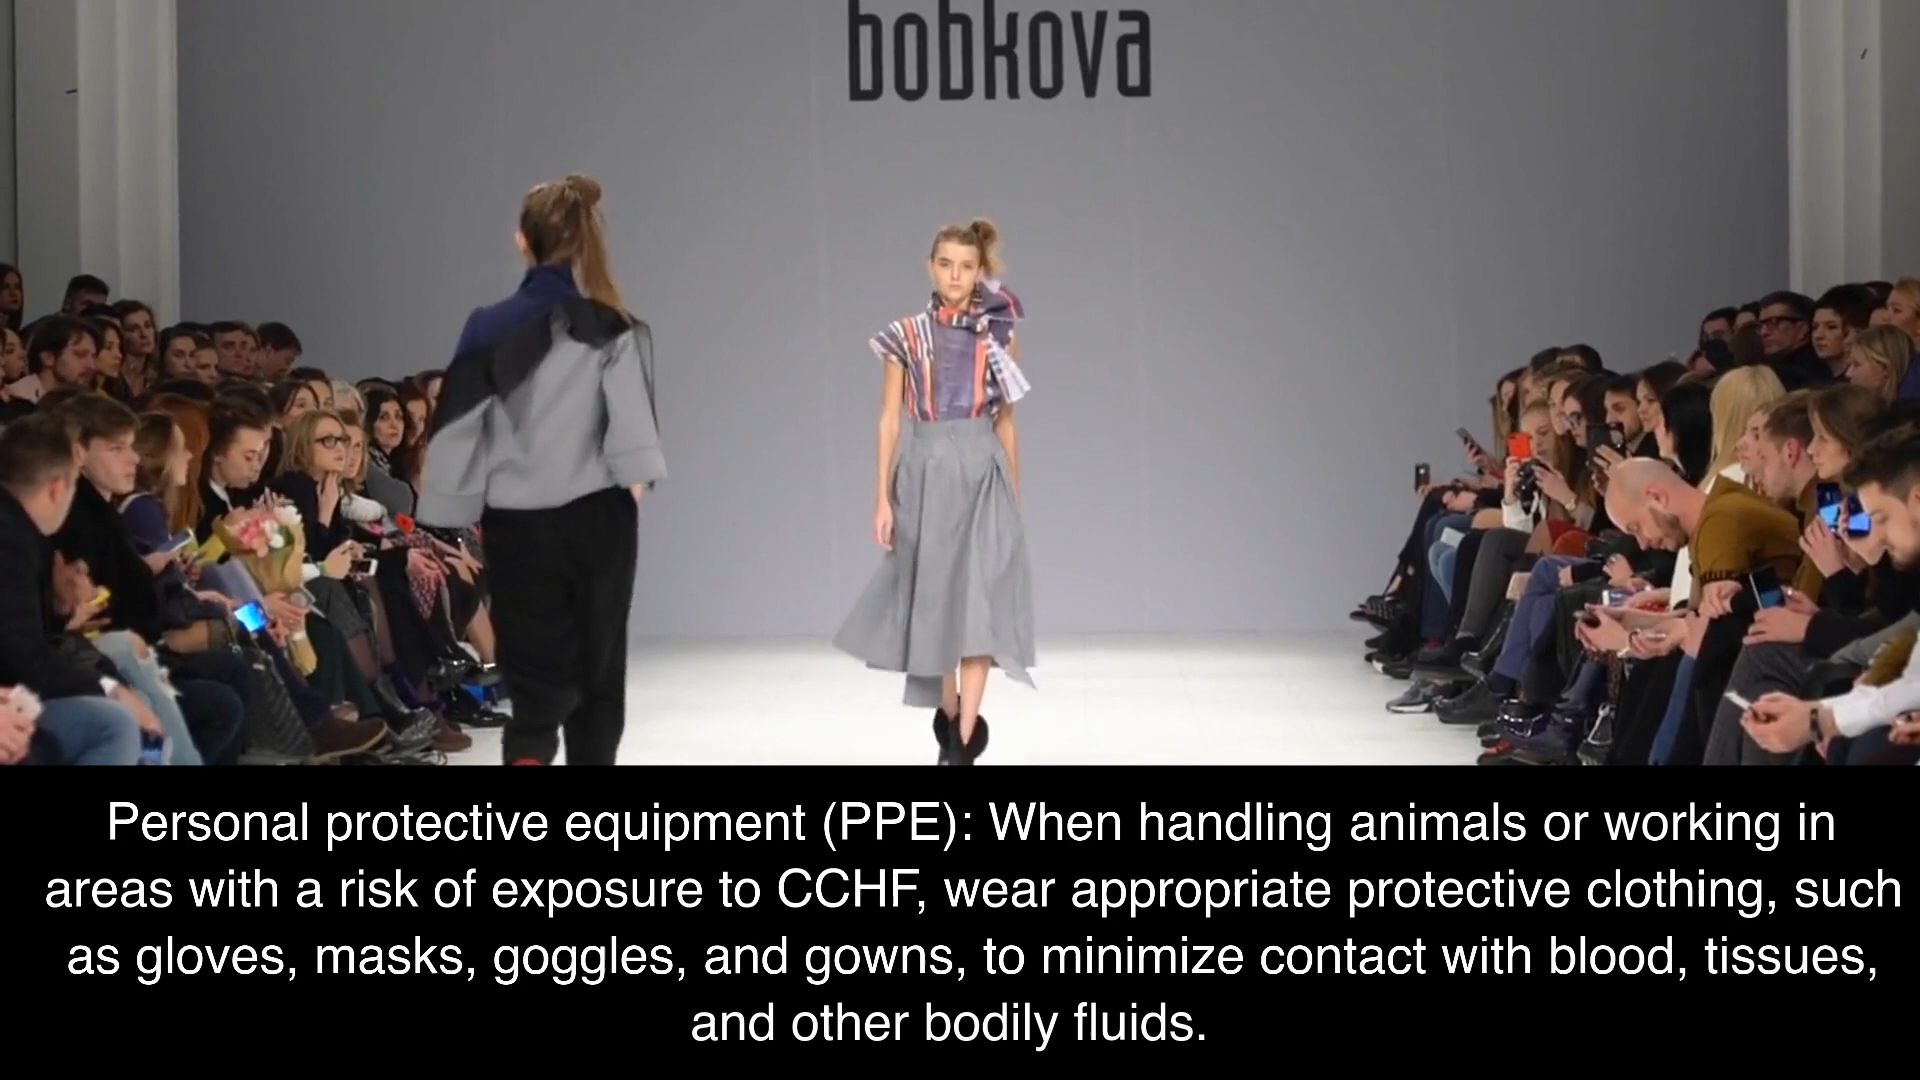 bobkova
Personal protective equipment (PPE): When handling animals or working in
areas with a risk of exposure to CCHF, wear appropriate protective clothing, such
as gloves, masks, goggles, and gowns, to minimize contact with blood, tissues,
and other bodily fluids.